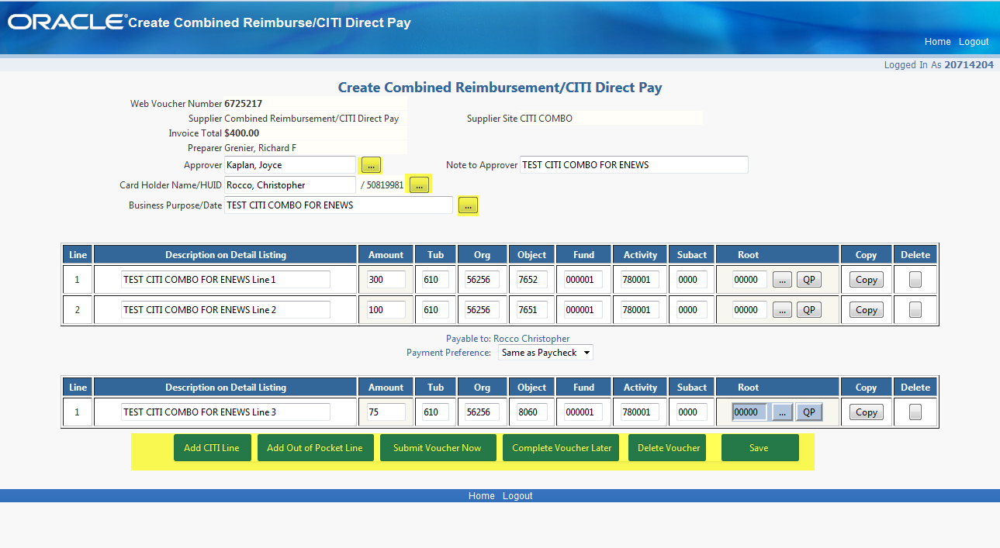 ORACLE® Create Combined Reimburse/CITI Direct Pay
Home Logout
Logged In As 20714204
Create Combined Reimbursement/CITI Direct Pay
Web Voucher Number 6725217
Supplier Combined Reimbursement/CITI Direct Pay Supplier Site CITI COMBO
Invoice Total $400.00
Preparer Grenier, Richard F
Approver Kaplan, Joyce ... Note to Approver TEST CITI COMBO FOR ENEWS
Card Holder Name/HUID Rocco, Christopher / 50819981 ...
Business Purpose/Date TEST CITI COMBO FOR ENEWS ...
Line Description on Detail Listing Amount Tub Org Object Fund Activity Subact Root Copy Delete
1 TEST CITI COMBO FOR ENEWS Line 1 300 610 56256 7652 000001 780001 0000 00000 ... QP Copy
2 TEST CITI COMBO FOR ENEWS Line 2 100 610 56256 7651 000001 780001 0000 00000 ... QP Copy
Payable to: Rocco Christopher
Payment Preference: Same as Paycheck
Line Description on Detail Listing Amount Tub Org Object Fund Activity Subact Root Copy Delete
1 TEST CITI COMBO FOR ENEWS Line 3 75 610 56256 8060 000001 780001 0000 00000 ... QP Copy
Add CITI Line Add Out of Pocket Line Submit Voucher Now Complete Voucher Later Delete Voucher Save
Home Logout